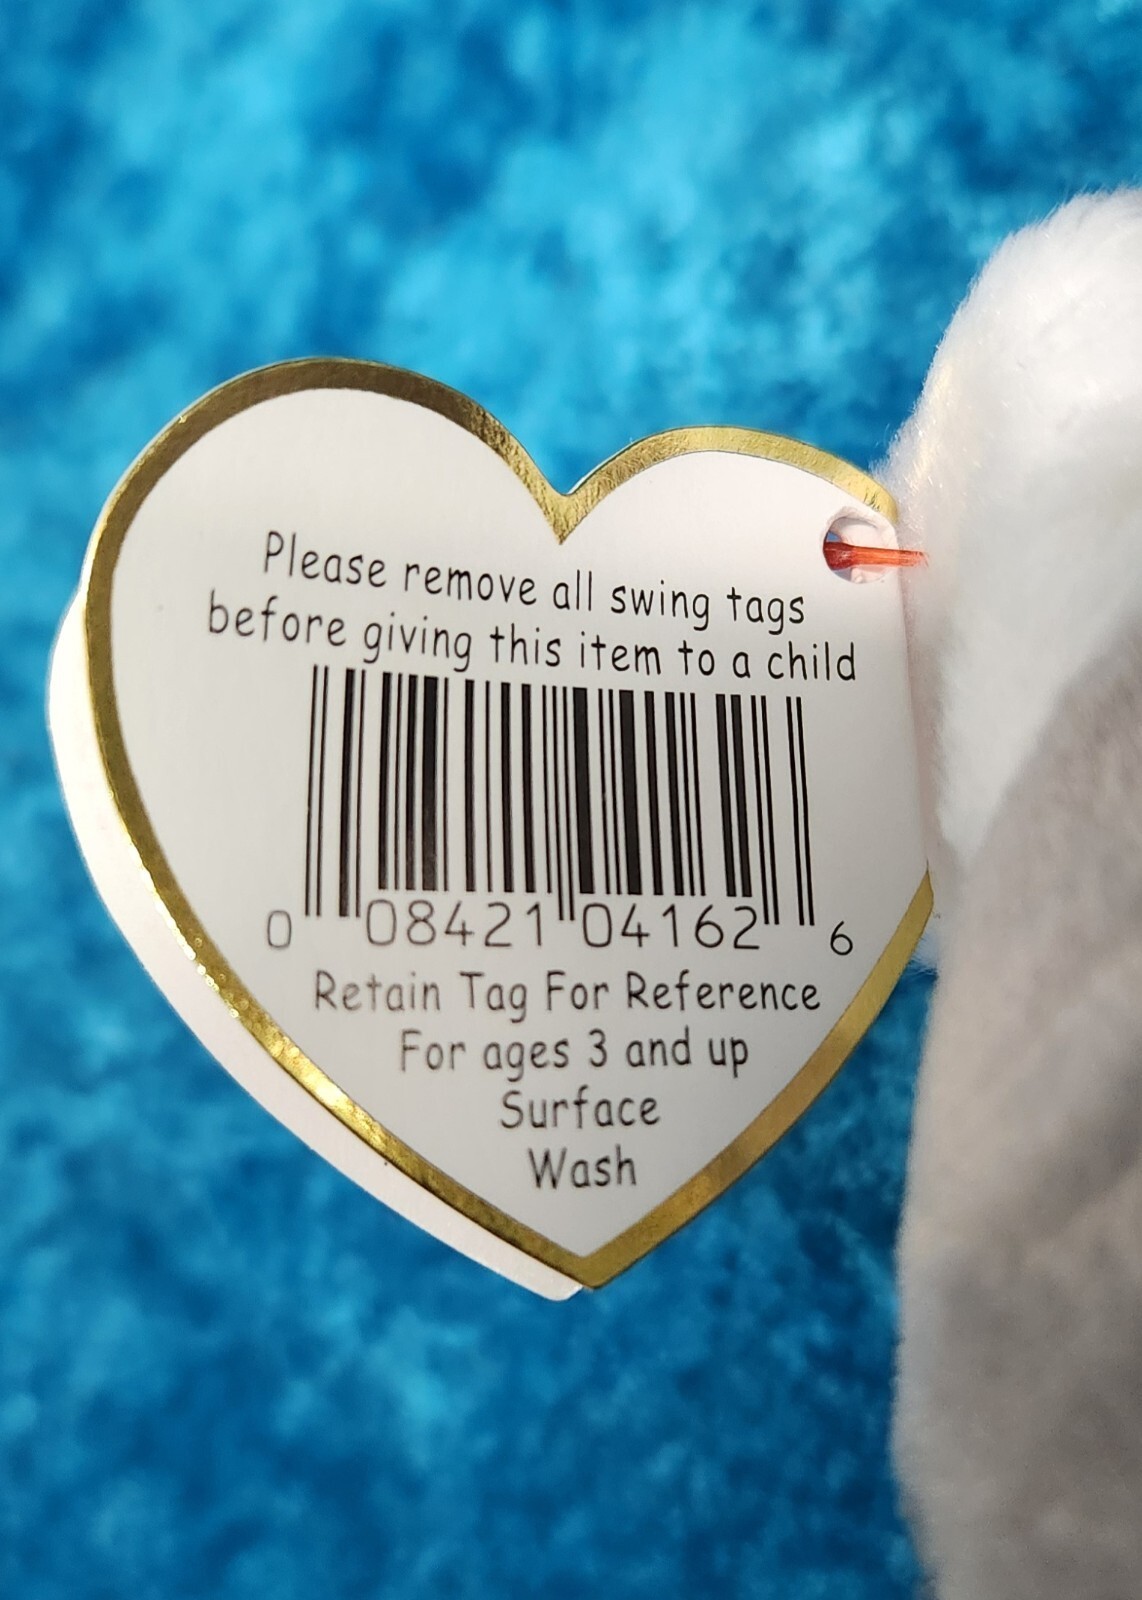 Please remove all swing tags
before giving this item to a child
0 08421 04162 6
Retain Tag For Reference
For ages 3 and up
Surface
Wash